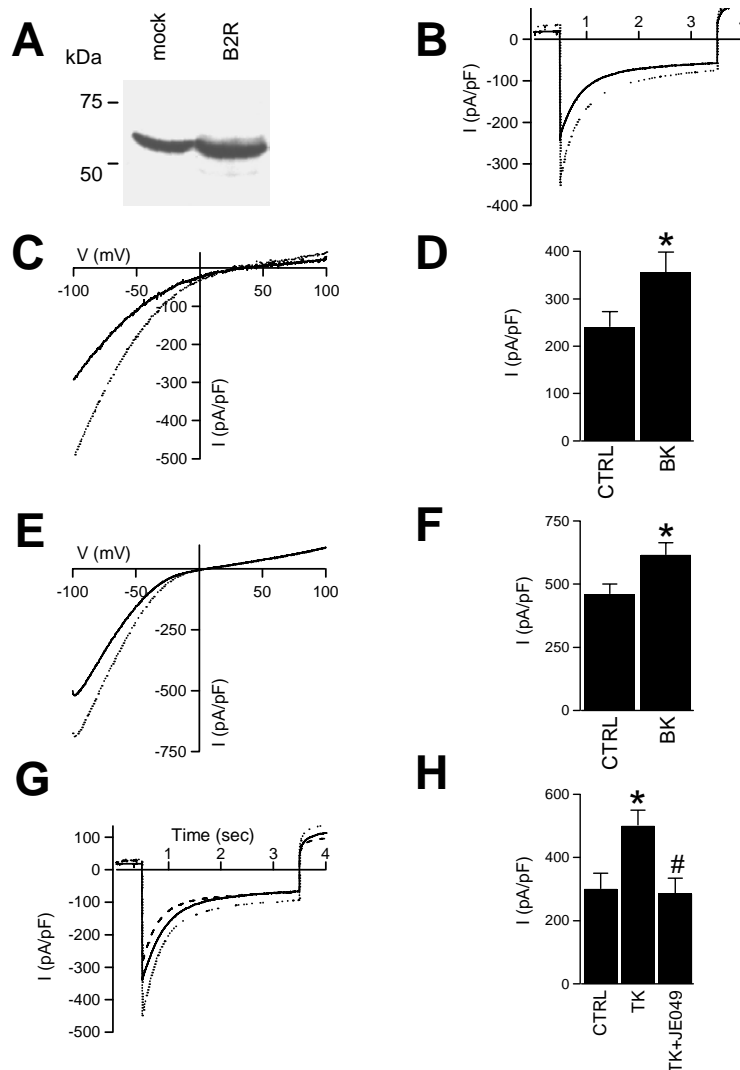 A
mock
B2R
kDa
75
50
B
1
2
3
0
-100
-200
-300
-400
I (pA/pF)
C
V (mV)
-100
-50
50
100
-100
-200
-300
-400
-500
I (pA/pF)
D
*
400
300
200
100
0
I (pA/pF)
CTRL
BK
E
V (mV)
-100
-50
0
50
100
-250
-500
-750
I (pA/pF)
F
*
750
500
250
0
I (pA/pF)
CTRL
BK
G
Time (sec)
1
2
3
4
100
0
-100
-200
-300
-400
-500
I (pA/pF)
H
*
#
600
400
200
0
I (pA/pF)
CTRL
TK
TK+JE049